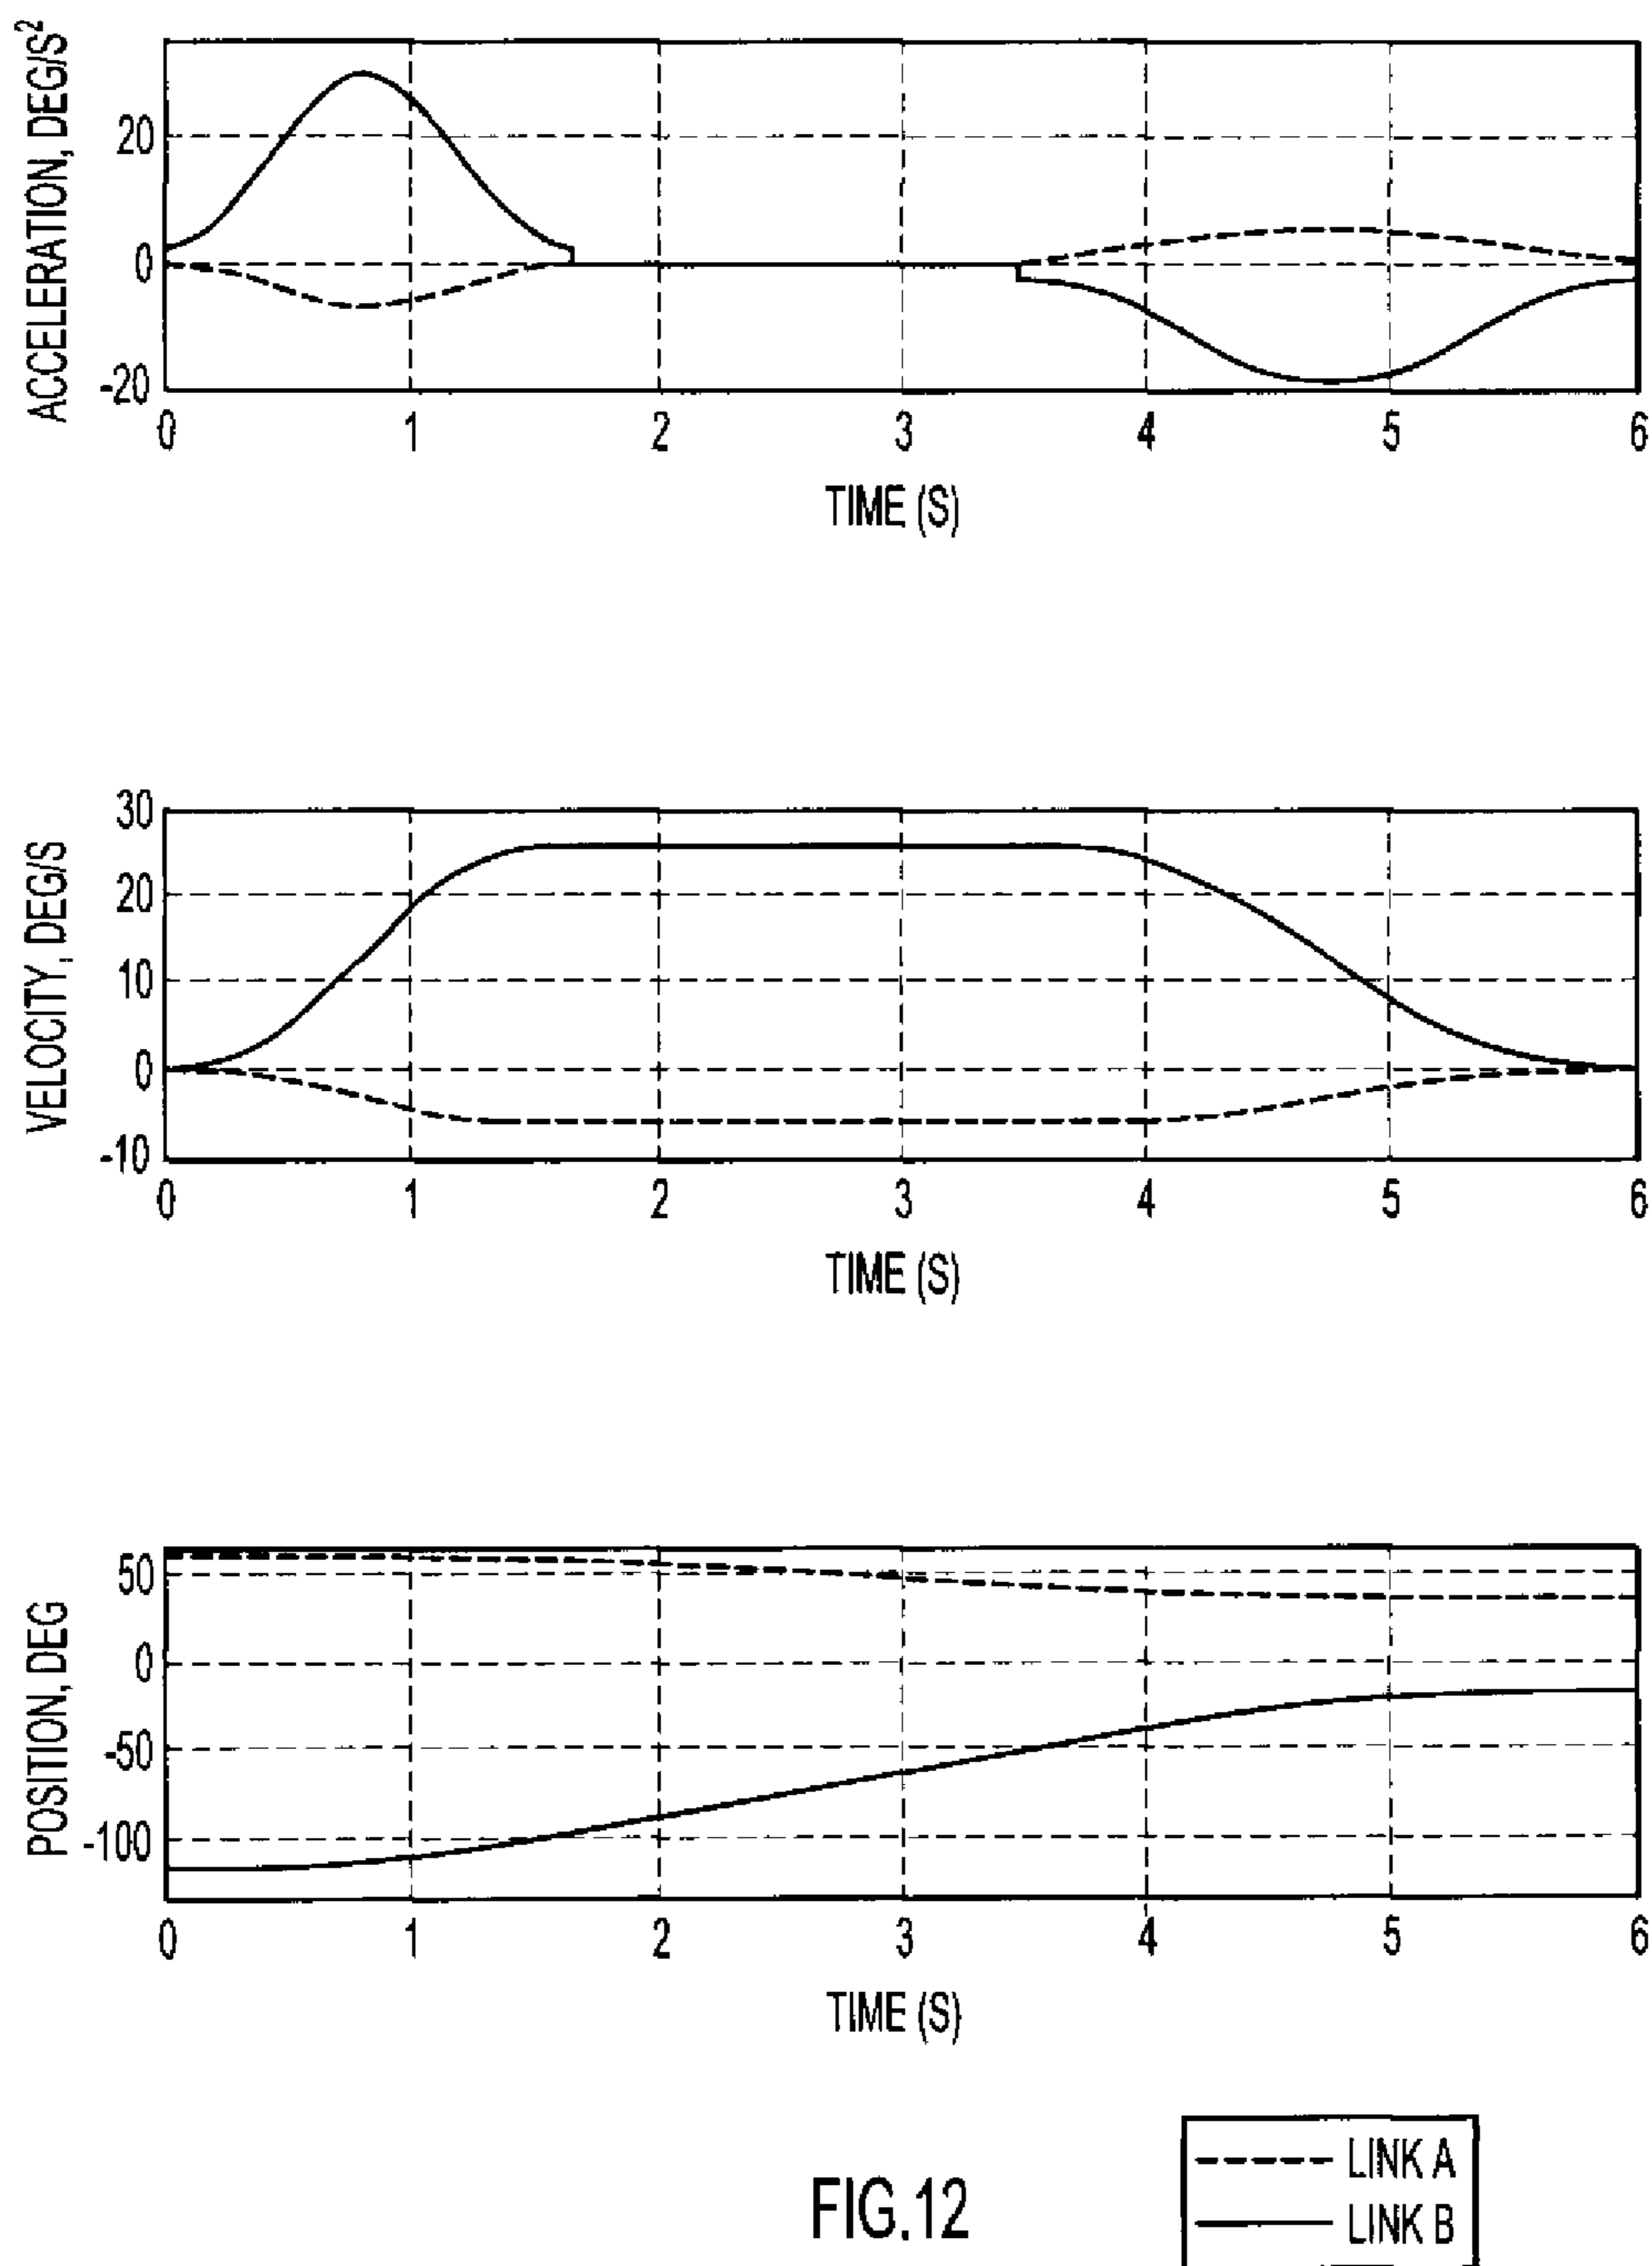 ACCELERATION, DEG/S²
20
0
-20
0 1 2 3 4 5 6
TIME (S)
VELOCITY, DEG/S
30
20
10
0
-10
0 1 2 3 4 5 6
TIME (S)
POSITION, DEG
50
0
-50
-100
0 1 2 3 4 5 6
TIME (S)
FIG.12
LINK A
LINK B